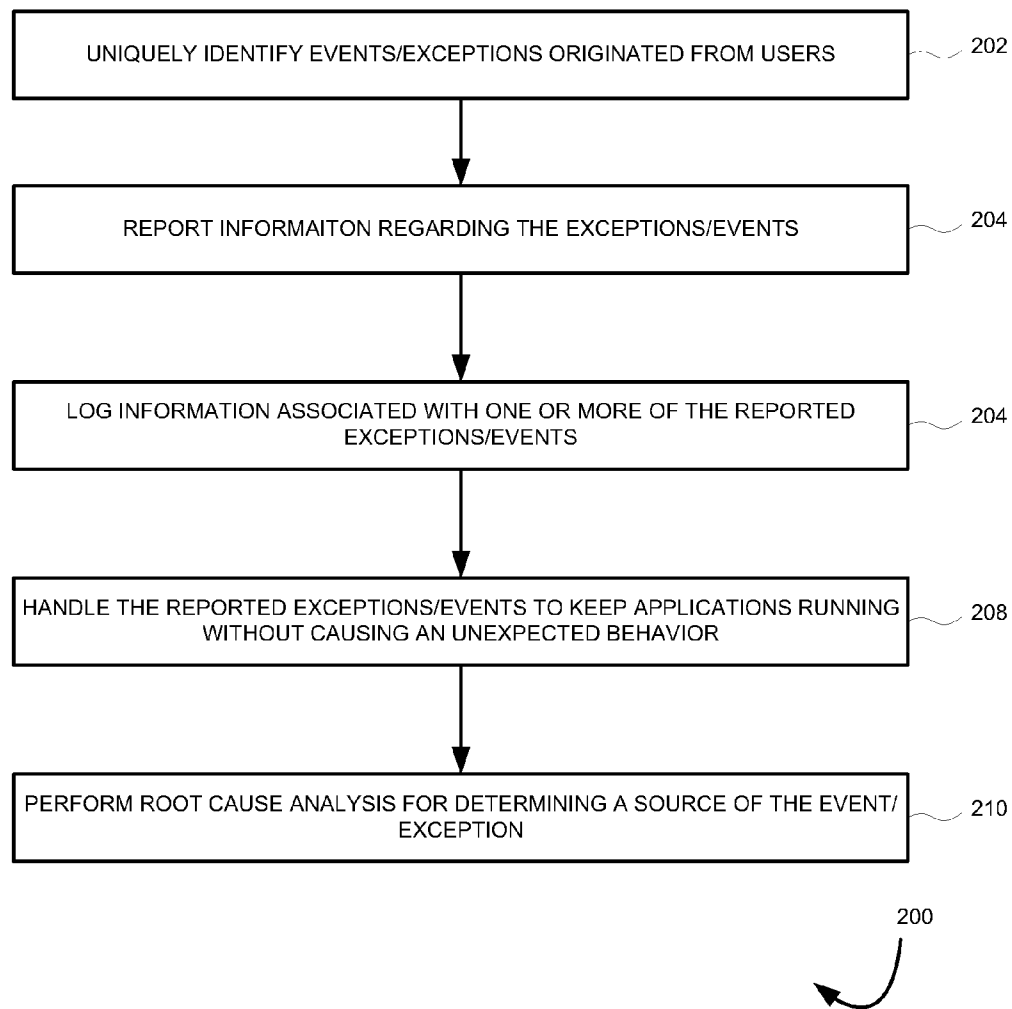 UNIQUELY IDENTIFY EVENTS/EXCEPTIONS ORIGINATED FROM USERS
202
REPORT INFORMAITON REGARDING THE EXCEPTIONS/EVENTS
204
LOG INFORMATION ASSOCIATED WITH ONE OR MORE OF THE REPORTED
EXCEPTIONS/EVENTS
204
HANDLE THE REPORTED EXCEPTIONS/EVENTS TO KEEP APPLICATIONS RUNNING
WITHOUT CAUSING AN UNEXPECTED BEHAVIOR
208
PERFORM ROOT CAUSE ANALYSIS FOR DETERMINING A SOURCE OF THE EVENT/
EXCEPTION
210
200